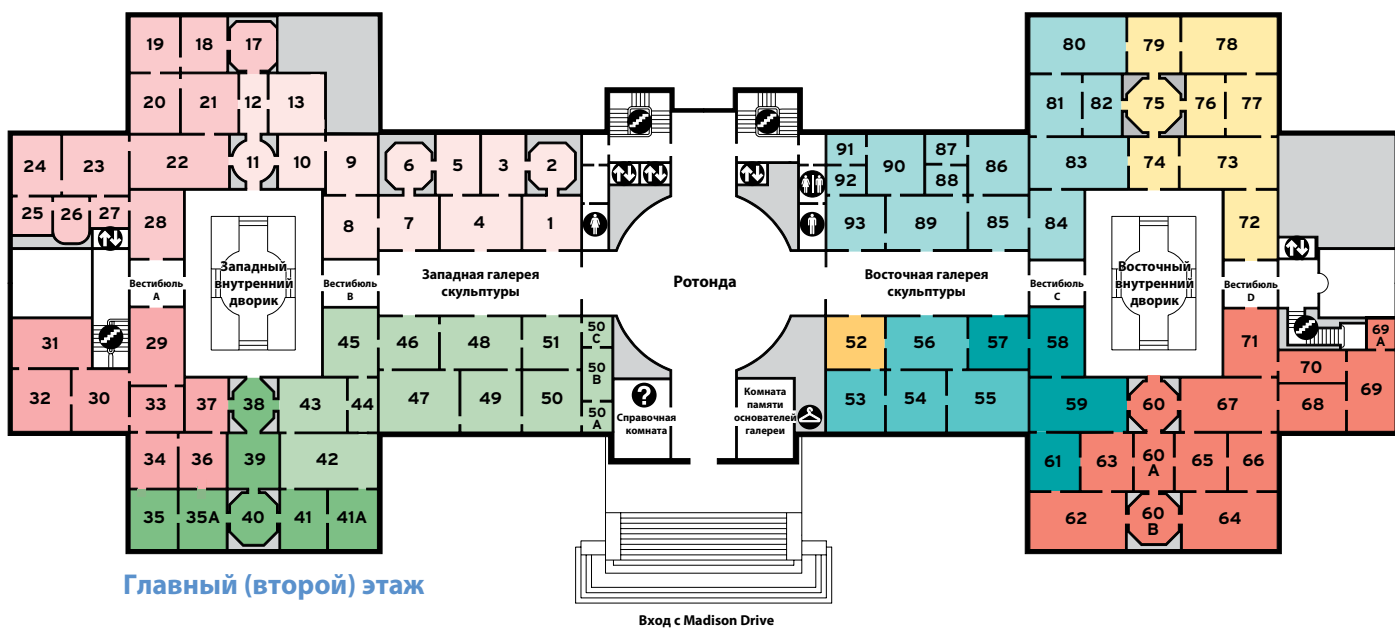 19 18 17 80 79 78
20 21 12 13 81 82 75 76 77
24 23 22 11 10 9 6 5 3 2 91 90 87 86 83 74 73
92 88
25 26 27 28 8 7 4 1 93 89 85 84 72
Западный
внутренний
дворик
Вестибюль
A
Вестибюль
B
Западная галерея
скульптуры
Ротонда
Восточная галерея
скульптуры
Вестибюль
C
Восточный
внутренний
дворик
Вестибюль
D
31 29 45 46 48 51 50
C
52 56 57 58 71 69
A
32 30 33 37 38 43 44 47 49 50 50
B
50
A
53 54 55 59 60 67 70 68 69
?
Справочная
комната
Комната
памяти
основателей
галереи
34 36 39 42 61 63 60
A
65 66
35 35A 40 41 41A 62 60
B
64
Главный (второй) этаж
Вход с Madison Drive